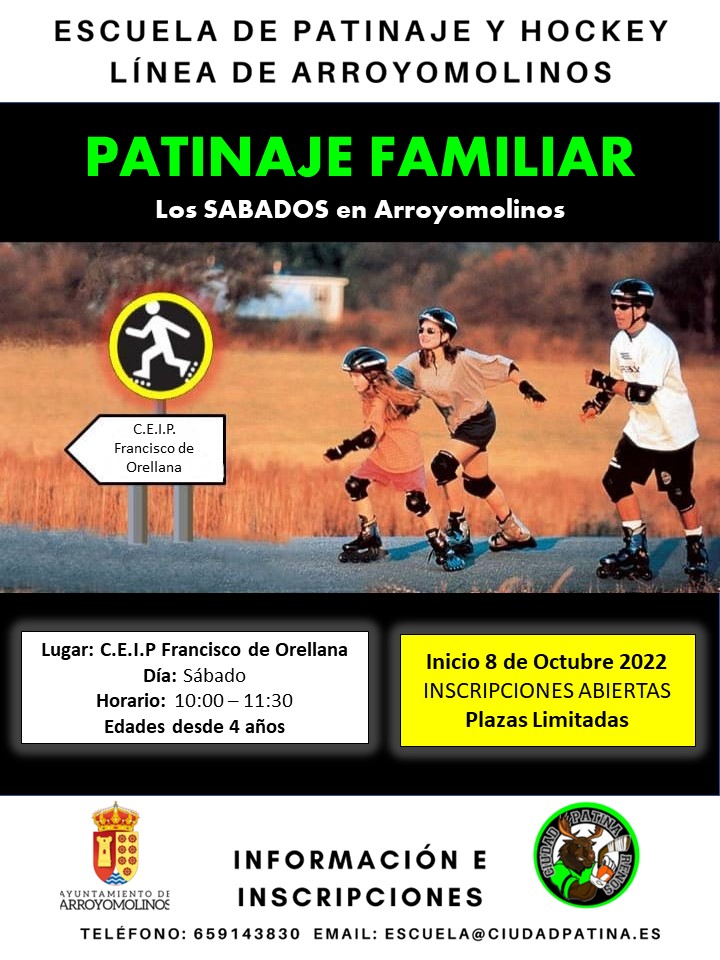 ESCUELA DE PATINAJE Y HOCKEY
LÍNEA DE ARROYOMOLINOS
PATINAJE FAMILIAR
Los SABADOS en Arroyomolinos
C.E.I.P.
Francisco de
Orellana
Lugar: C.E.I.P Francisco de Orellana
Día: Sábado
Horario: 10:00 – 11:30
Edades desde 4 años
Inicio 8 de Octubre 2022
INSCRIPCIONES ABIERTAS
Plazas Limitadas
AYUNTAMIENTO DE
ARROYOMOLINOS
INFORMACIÓN E
INSCRIPCIONES
CIUDAD PATINA
RENOS
TELÉFONO: 659143830 EMAIL: ESCUELA@CIUDADPATINA.ES